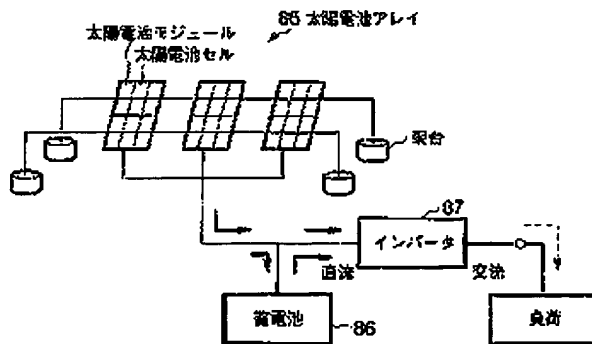 太陽電池モジュール
太陽電池セル
85 太陽電池アレイ
架台
87
インバータ
直流
交流
蓄電池
86
負荷